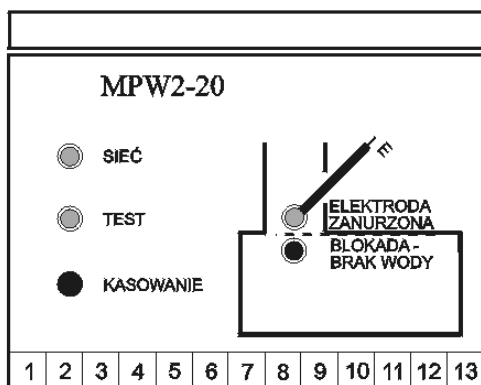 MPW2-20
SIEĆ
E
TEST
ELEKTRODA
ZANURZONA
BLOKADA -
BRAK WODY
KASOWANIE
1 2 3 4 5 6 7 8 9 10 11 12 13